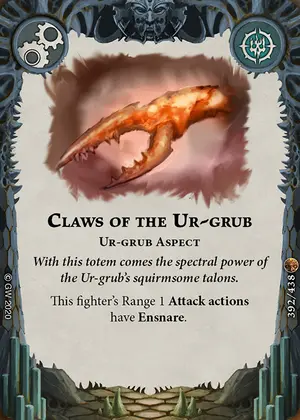 Claws of the Ur-grub
Ur-grub Aspect
With this totem comes the spectral power of
the Ur-grub's squirmsome talons.
This fighter's Range 1 Attack actions
have Ensnare.
© GW 2020
392/438